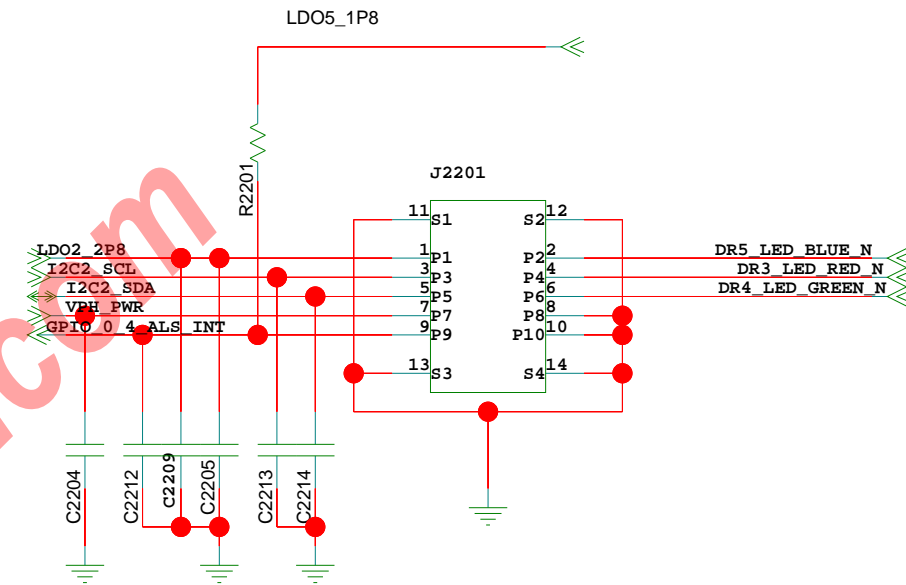 LDO5_1P8
R2201
J2201
11 S1 S2 12
LDO2_2P8 1 P1 P2 2 DR5_LED_BLUE_N
I2C2_SCL 3 P3 P4 4 DR3_LED_RED_N
I2C2_SDA 5 P5 P6 6 DR4_LED_GREEN_N
VPH_PWR 7 P7 P8 8
GPIO_0_4_ALS_INT 9 P9 P10 10
13 S3 S4 14
C2204
C2212
C2209
C2205
C2213
C2214
.com